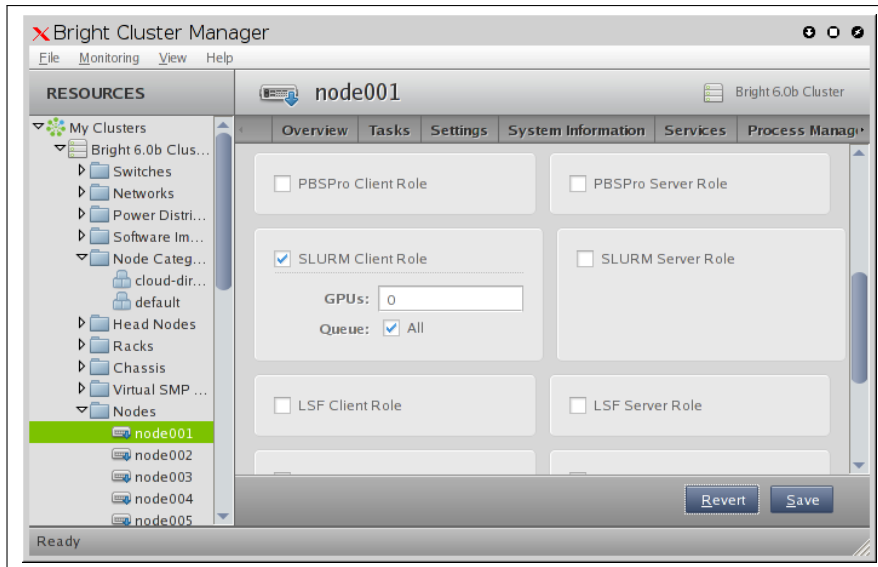 Bright Cluster Manager
File Monitoring View Help
RESOURCES
node001
Bright 6.0b Cluster
My Clusters
Bright 6.0b Clus...
Switches
Networks
Power Distri...
Software Im...
Node Categ...
cloud-dir...
default
Head Nodes
Racks
Chassis
Virtual SMP ...
Nodes
node001
node002
node003
node004
node005
Overview Tasks Settings System Information Services Process Manag
PBSPro Client Role
PBSPro Server Role
SLURM Client Role
GPUs: 0
Queue: All
SLURM Server Role
LSF Client Role
LSF Server Role
Revert Save
Ready